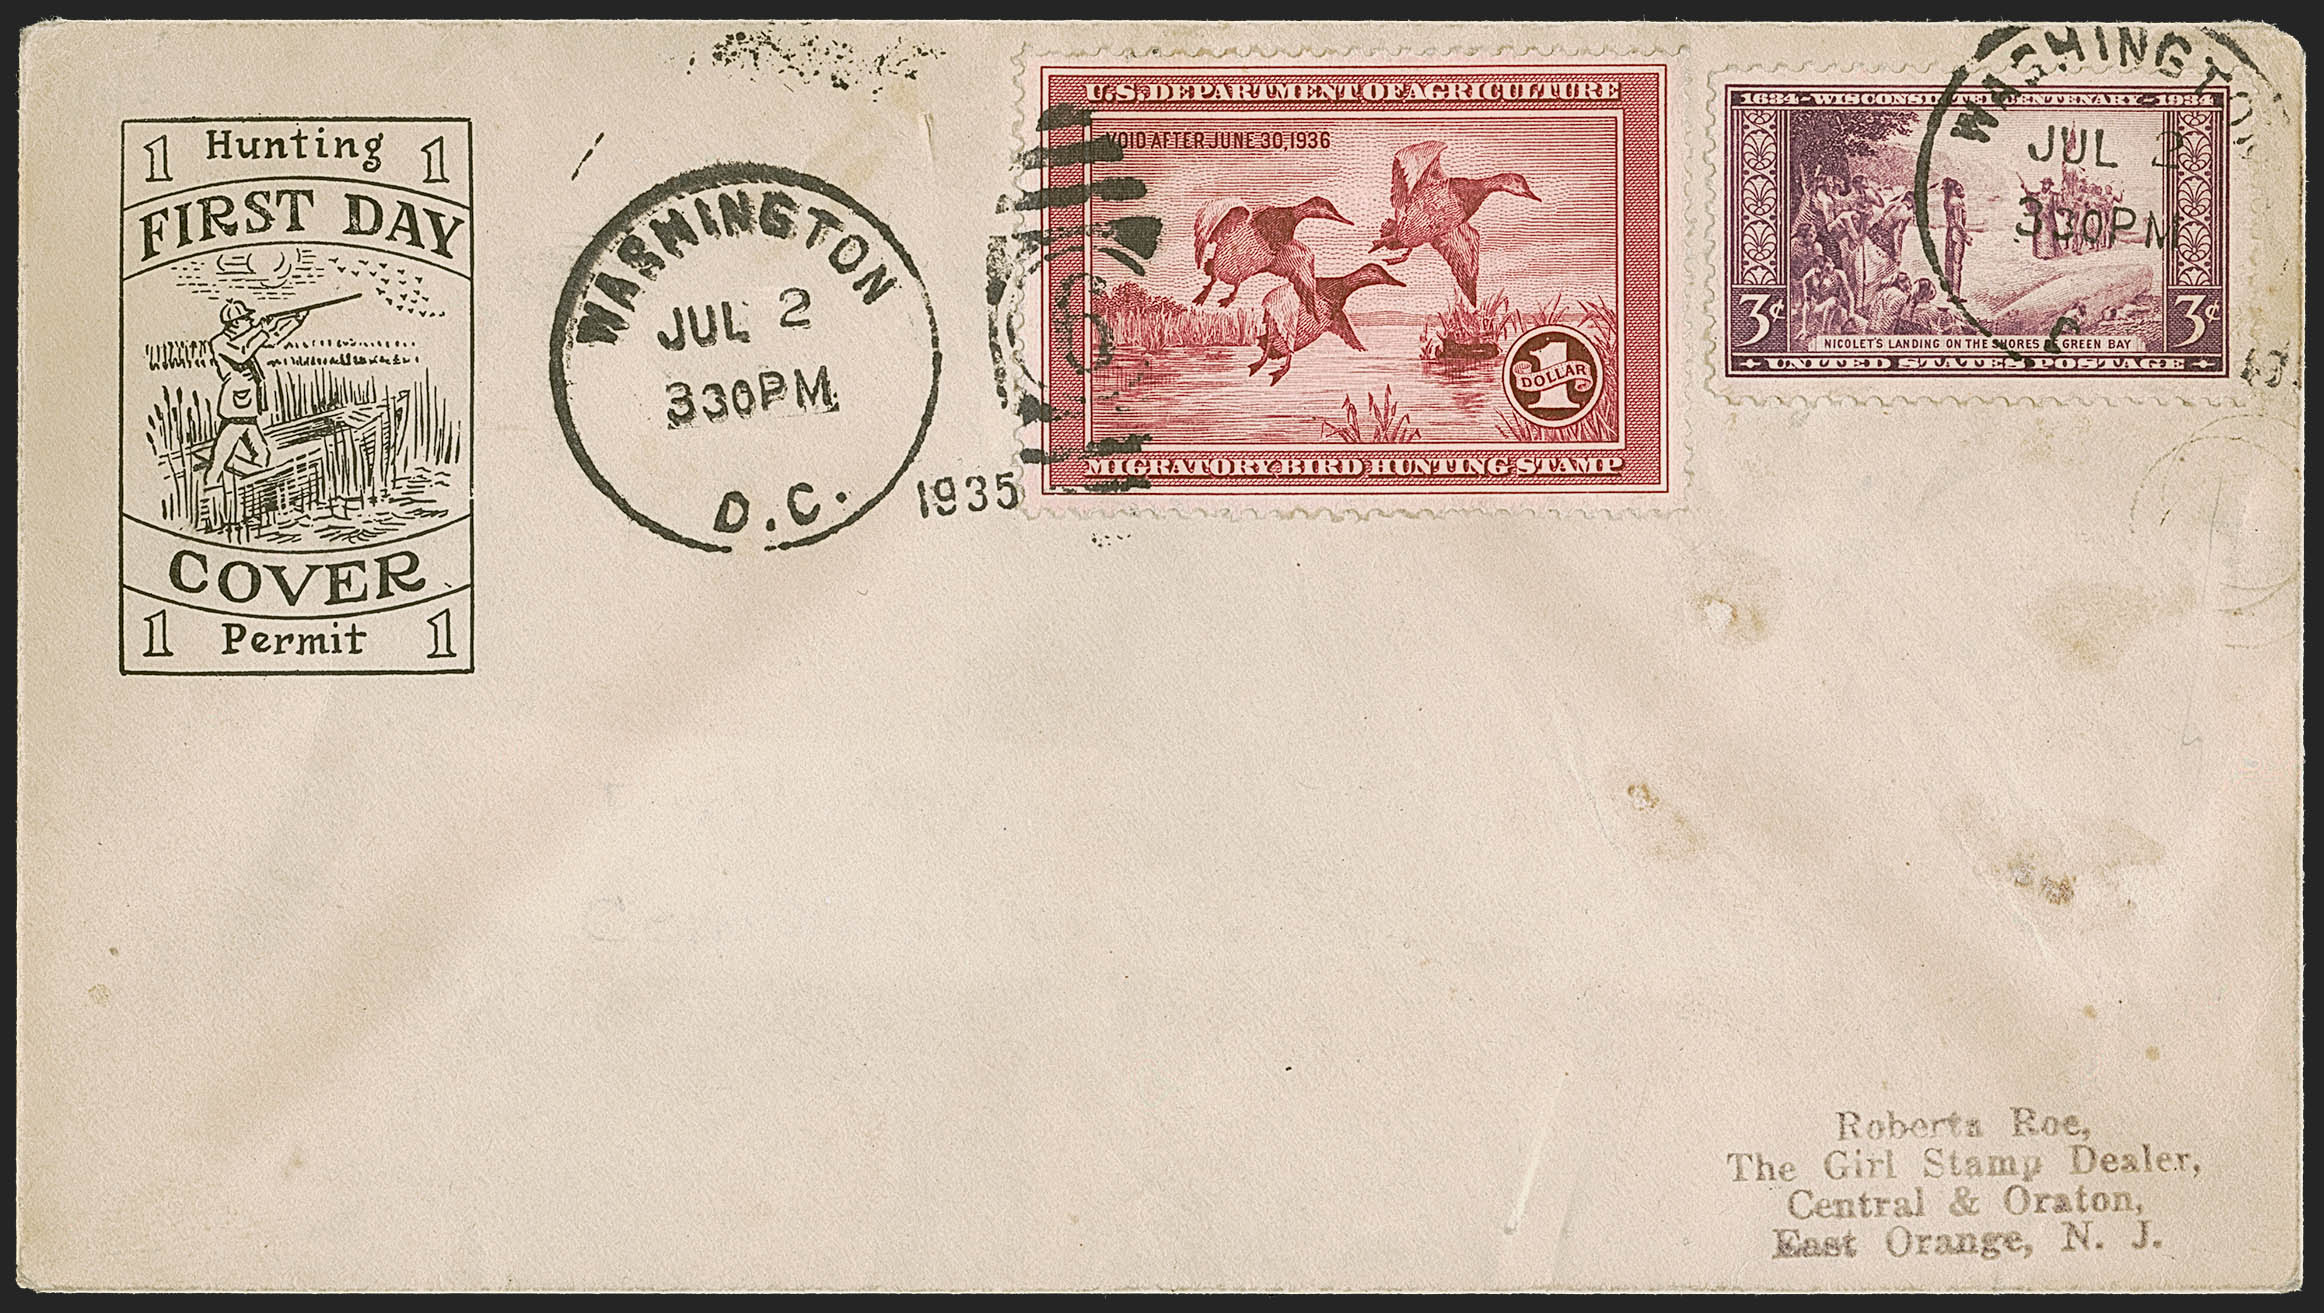 1 Hunting 1
FIRST DAY
COVER
1 Permit 1
WASHINGTON
JUL 2
330PM
D.C.
1935
6
U.S. DEPARTMENT OF AGRICULTURE
VOID AFTER JUNE 30, 1936
1
DOLLAR
MIGRATORY BIRD HUNTING STAMP
1634-WISCONSIN TERCENTENARY-1934
3¢ 3¢
NICOLET'S LANDING ON THE SHORES OF GREEN BAY
UNITED STATES POSTAGE
WASHINGTON
JUL 2
330PM
Roberta Roe,
The Girl Stamp Dealer,
Central & Oraton,
East Orange, N. J.